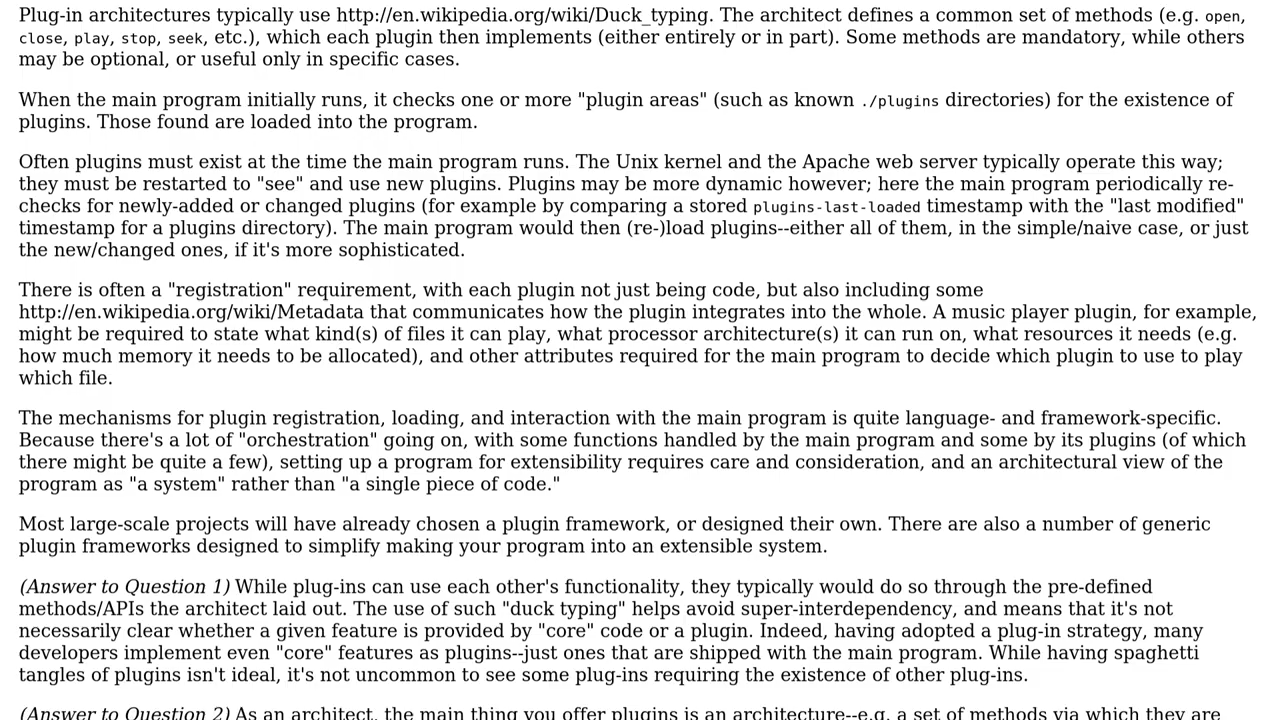 Plug-in architectures typically use http://en.wikipedia.org/wiki/Duck_typing. The architect defines a common set of methods (e.g. open,
close, play, stop, seek, etc.), which each plugin then implements (either entirely or in part). Some methods are mandatory, while others
may be optional, or useful only in specific cases.
When the main program initially runs, it checks one or more "plugin areas" (such as known ./plugins directories) for the existence of
plugins. Those found are loaded into the program.
Often plugins must exist at the time the main program runs. The Unix kernel and the Apache web server typically operate this way;
they must be restarted to "see" and use new plugins. Plugins may be more dynamic however; here the main program periodically re-
checks for newly-added or changed plugins (for example by comparing a stored plugins-last-loaded timestamp with the "last modified"
timestamp for a plugins directory). The main program would then (re-)load plugins--either all of them, in the simple/naive case, or just
the new/changed ones, if it's more sophisticated.
There is often a "registration" requirement, with each plugin not just being code, but also including some
http://en.wikipedia.org/wiki/Metadata that communicates how the plugin integrates into the whole. A music player plugin, for example,
might be required to state what kind(s) of files it can play, what processor architecture(s) it can run on, what resources it needs (e.g.
how much memory it needs to be allocated), and other attributes required for the main program to decide which plugin to use to play
which file.
The mechanisms for plugin registration, loading, and interaction with the main program is quite language- and framework-specific.
Because there's a lot of "orchestration" going on, with some functions handled by the main program and some by its plugins (of which
there might be quite a few), setting up a program for extensibility requires care and consideration, and an architectural view of the
program as "a system" rather than "a single piece of code."
Most large-scale projects will have already chosen a plugin framework, or designed their own. There are also a number of generic
plugin frameworks designed to simplify making your program into an extensible system.
(Answer to Question 1) While plug-ins can use each other's functionality, they typically would do so through the pre-defined
methods/APIs the architect laid out. The use of such "duck typing" helps avoid super-interdependency, and means that it's not
necessarily clear whether a given feature is provided by "core" code or a plugin. Indeed, having adopted a plug-in strategy, many
developers implement even "core" features as plugins--just ones that are shipped with the main program. While having spaghetti
tangles of plugins isn't ideal, it's not uncommon to see some plug-ins requiring the existence of other plug-ins.
(Answer to Question 2) As an architect, the main thing you offer plugins is an architecture--e.g. a set of methods via which they are